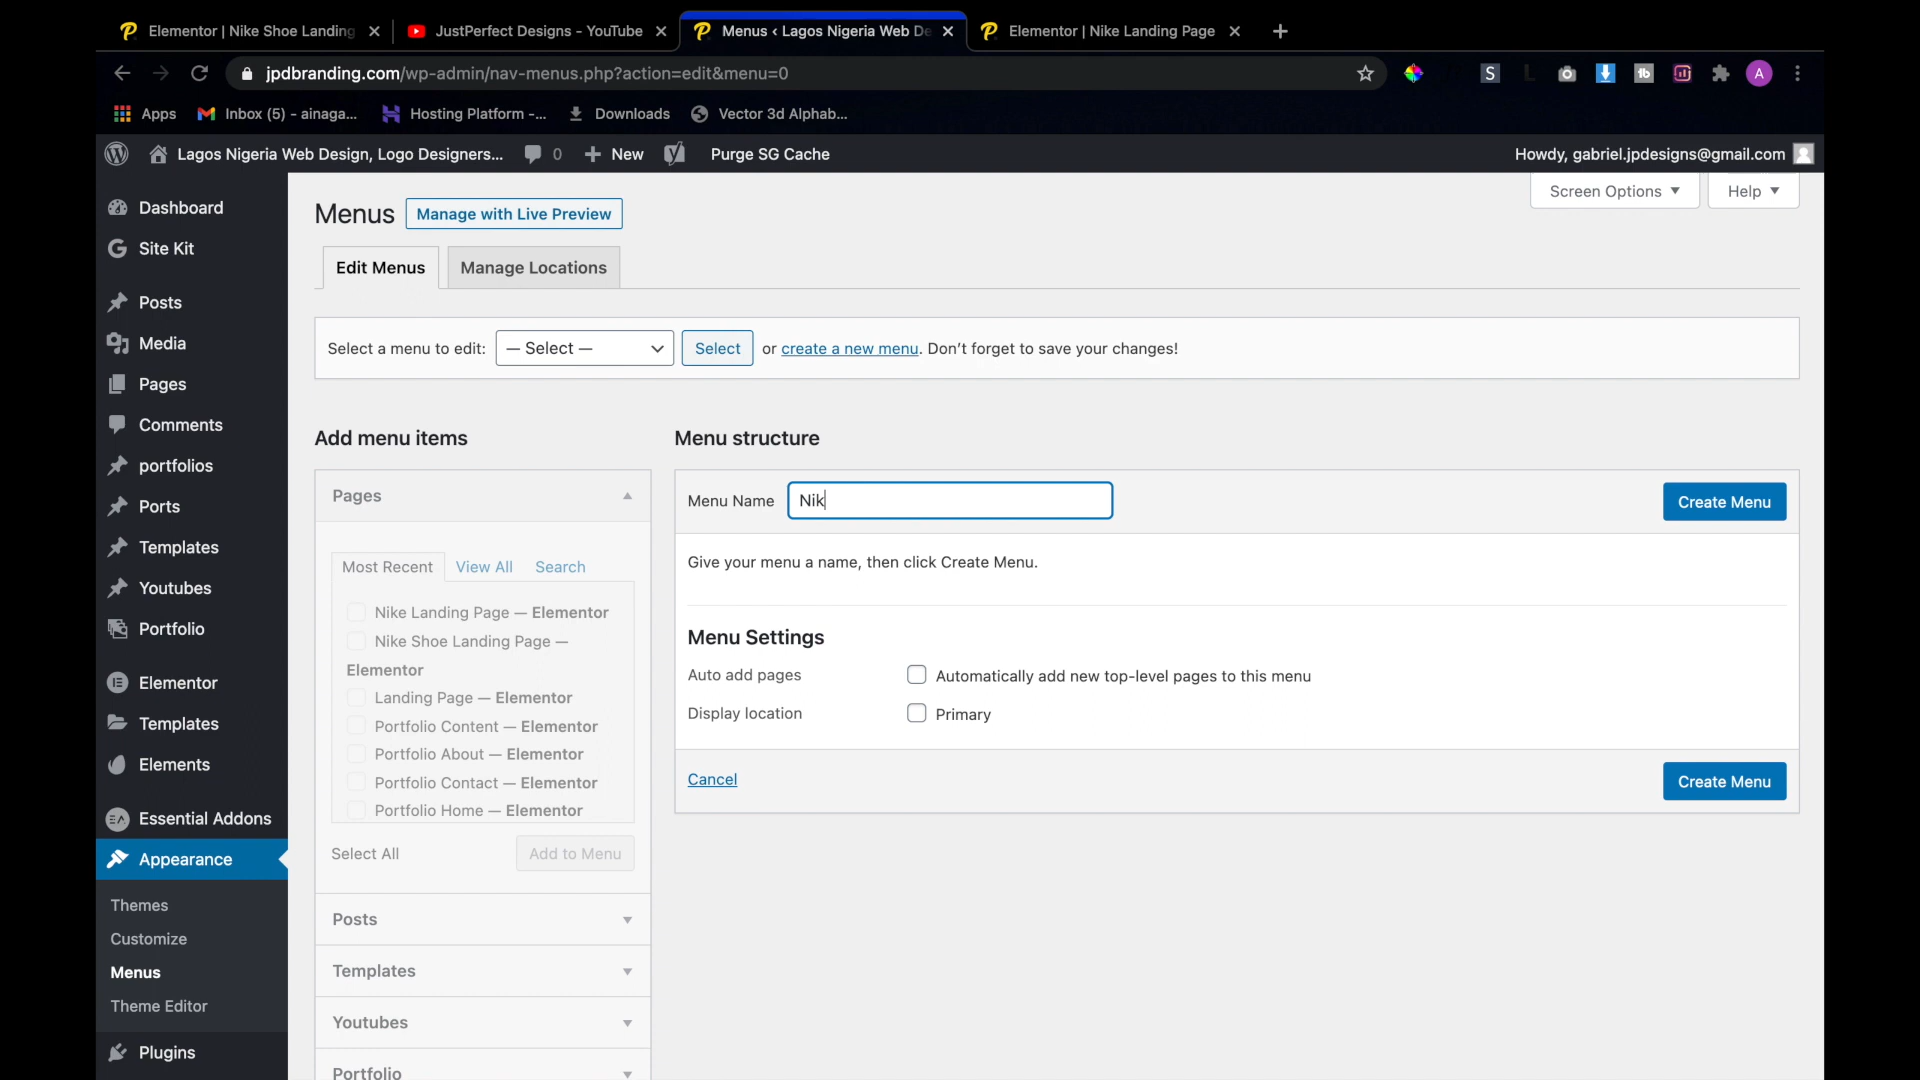 Elementor | Nike Shoe Landing
JustPerfect Designs - YouTube
Menus ‹ Lagos Nigeria Web De
Elementor | Nike Landing Page
jpdbranding.com/wp-admin/nav-menus.php?action=edit&menu=0
Apps
Inbox (5) - ainaga...
Hosting Platform -...
Downloads
Vector 3d Alphab...
Lagos Nigeria Web Design, Logo Designers...
0
New
Purge SG Cache
Howdy, gabriel.jpdesigns@gmail.com
Dashboard
Site Kit
Posts
Media
Pages
Comments
portfolios
Ports
Templates
Youtubes
Portfolio
Elementor
Templates
Elements
Essential Addons
Appearance
Themes
Customize
Menus
Theme Editor
Plugins
Screen Options
Help
Menus
Manage with Live Preview
Edit Menus
Manage Locations
Select a menu to edit:
— Select —
Select
or create a new menu. Don't forget to save your changes!
Add menu items
Pages
Most Recent
View All
Search
Nike Landing Page — Elementor
Nike Shoe Landing Page —
Elementor
Landing Page — Elementor
Portfolio Content — Elementor
Portfolio About — Elementor
Portfolio Contact — Elementor
Portfolio Home — Elementor
Select All
Add to Menu
Posts
Templates
Youtubes
Portfolio
Menu structure
Menu Name
Nik
Create Menu
Give your menu a name, then click Create Menu.
Menu Settings
Auto add pages
Automatically add new top-level pages to this menu
Display location
Primary
Cancel
Create Menu